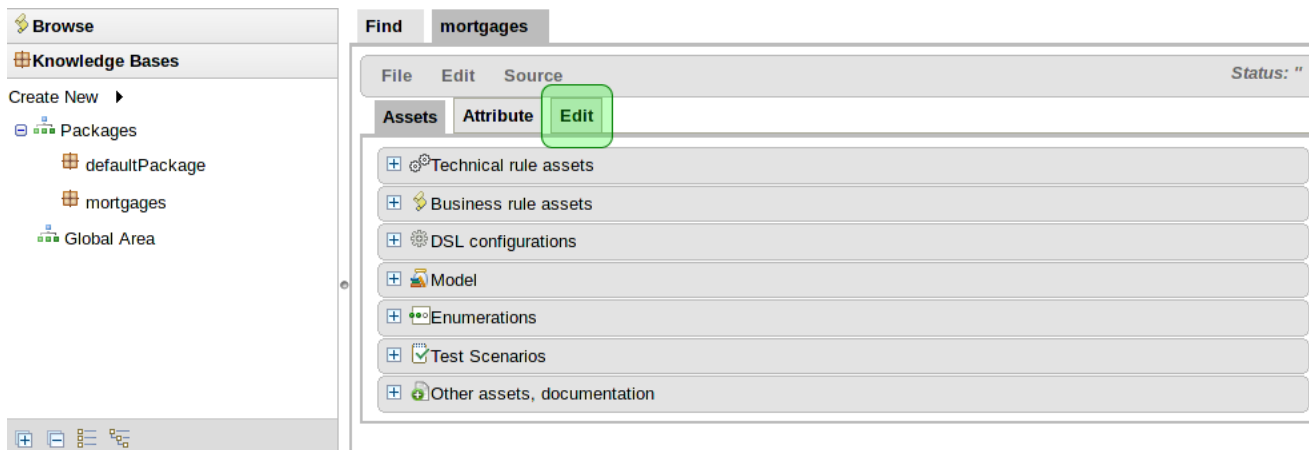 Browse
Knowledge Bases
Create New
Packages
defaultPackage
mortgages
Global Area
Find mortgages
File Edit Source Status: "
Assets Attribute Edit
Technical rule assets
Business rule assets
DSL configurations
Model
Enumerations
Test Scenarios
Other assets, documentation